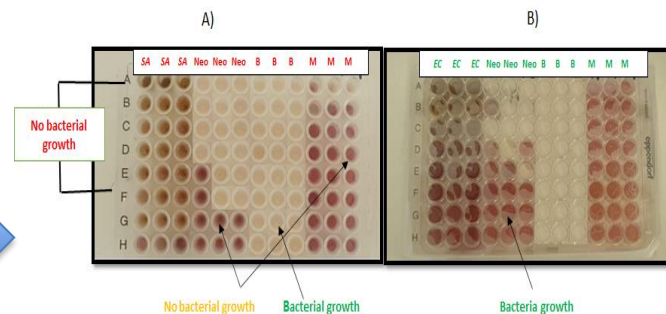 A)
B)
SA SA SA Neo Neo Neo B B B M M M
EC EC EC Neo Neo Neo B B B M M M
A
B
C
D
E
F
G
H
A
B
C
D
E
F
G
H
eppendorf
No bacterial
growth
No bacterial growth
Bacterial growth
Bacteria growth